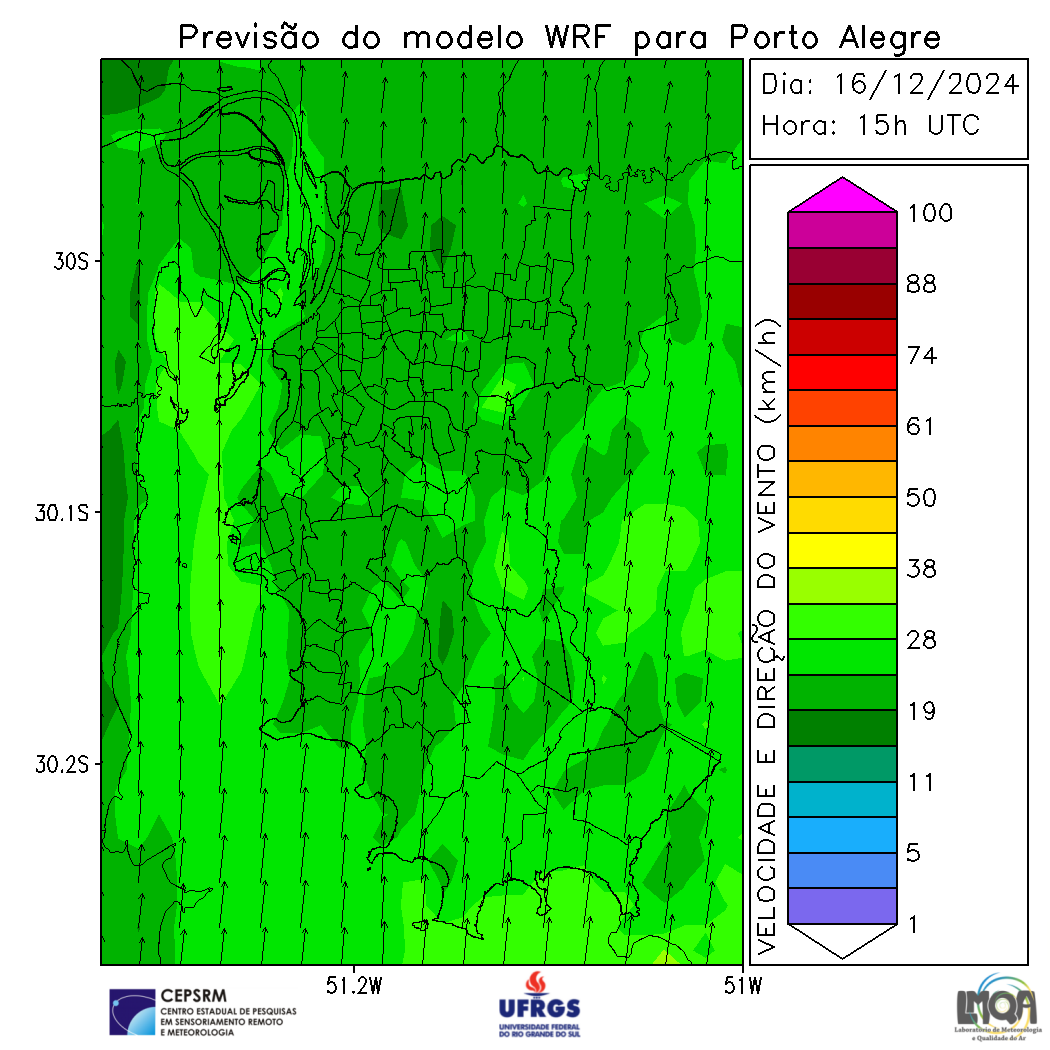 Previsão do modelo WRF para Porto Alegre
Dia: 16/12/2024
Hora: 15h UTC
30S
30.1S
30.2S
51.2W
51W
VELOCIDADE E DIREÇÃO DO VENTO (km/h)
100
88
74
61
50
38
28
19
11
5
1
CEPSRM
CENTRO ESTADUAL DE PESQUISAS
EM SENSORIAMENTO REMOTO
E METEOROLOGIA
UFRGS
UNIVERSIDADE FEDERAL
DO RIO GRANDE DO SUL
LMQA
Laboratório de Meteorologia
e Qualidade do Ar